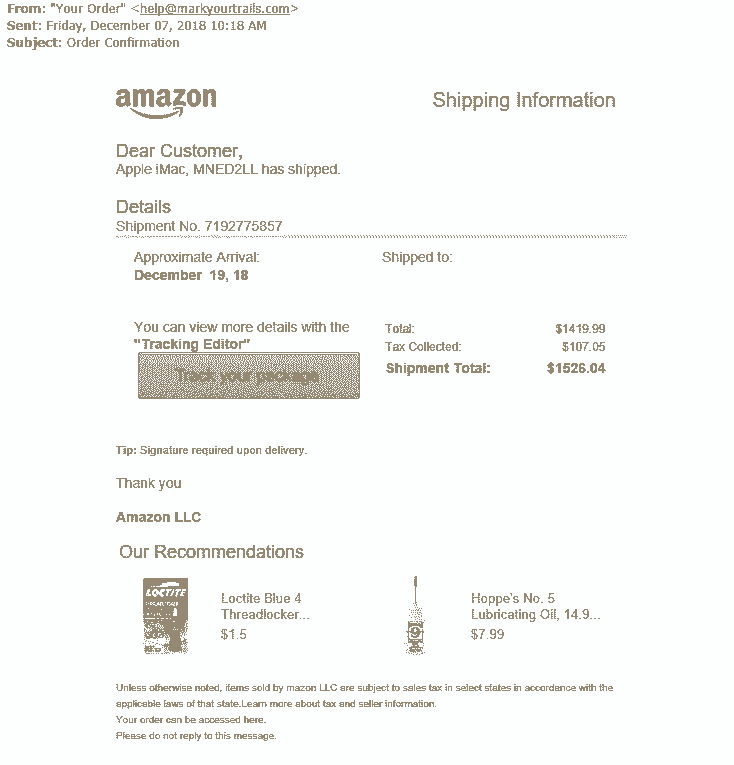 From: "Your Order" <help@markyourtrails.com>
Sent: Friday, December 07, 2018 10:18 AM
Subject: Order Confirmation
amazon
Shipping Information
Dear Customer,
Apple iMac, MNED2LL has shipped.
Details
Shipment No. 7192775857
Approximate Arrival:
December 19, 18
Shipped to:
You can view more details with the
"Tracking Editor"
Track your package
Total: $1419.99
Tax Collected: $107.05
Shipment Total: $1526.04
Tip: Signature required upon delivery.
Thank you
Amazon LLC
Our Recommendations
LOCTITE
Loctite Blue 4
Threadlocker...
$1.5
Hoppe's No. 5
Lubricating Oil, 14.9...
$7.99
Unless otherwise noted, items sold by mazon LLC are subject to sales tax in select states in accordance with the
applicable laws of that state.Learn more about tax and seller information.
Your order can be accessed here.
Please do not reply to this message.